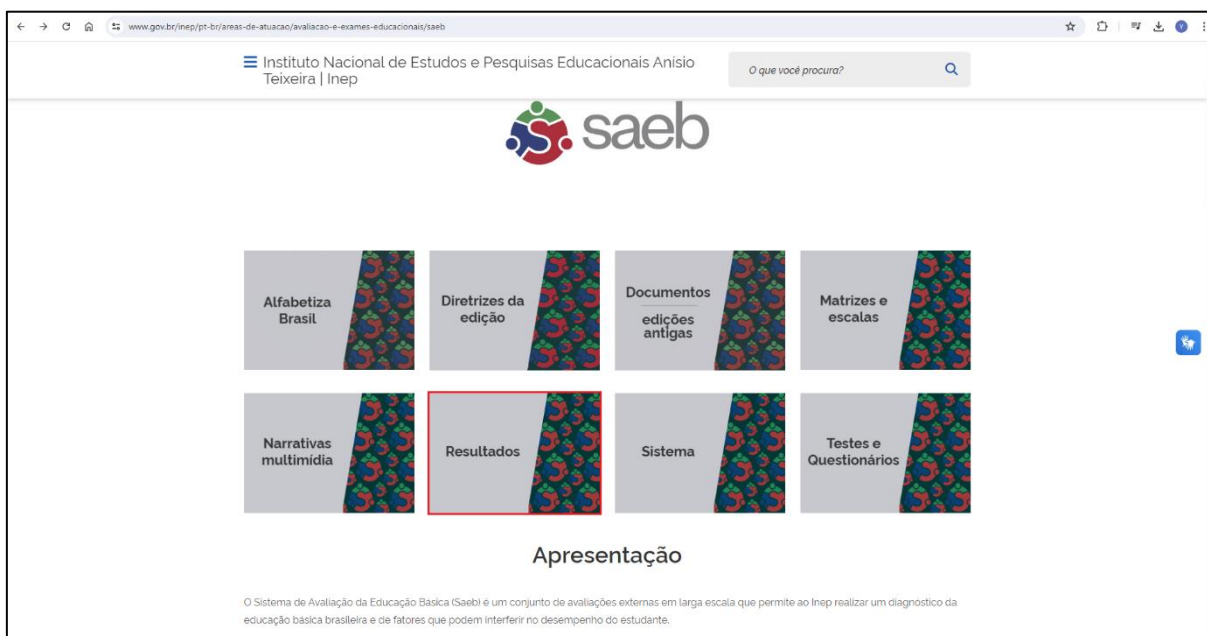 www.gov.br/inep/pt-br/areas-de-atuacao/avaliacao-e-exames-educacionais/saeb
V
Instituto Nacional de Estudos e Pesquisas Educacionais Anísio
Teixeira | Inep
O que você procura?
saeb
Alfabetiza
Brasil
Diretrizes da
edição
Documentos
edições
antigas
Matrizes e
escalas
Narrativas
multimídia
Resultados
Sistema
Testes e
Questionários
Apresentação
O Sistema de Avaliação da Educação Básica (Saeb) é um conjunto de avaliações externas em larga escala que permite ao Inep realizar um diagnóstico da
educação básica brasileira e de fatores que podem interferir no desempenho do estudante.